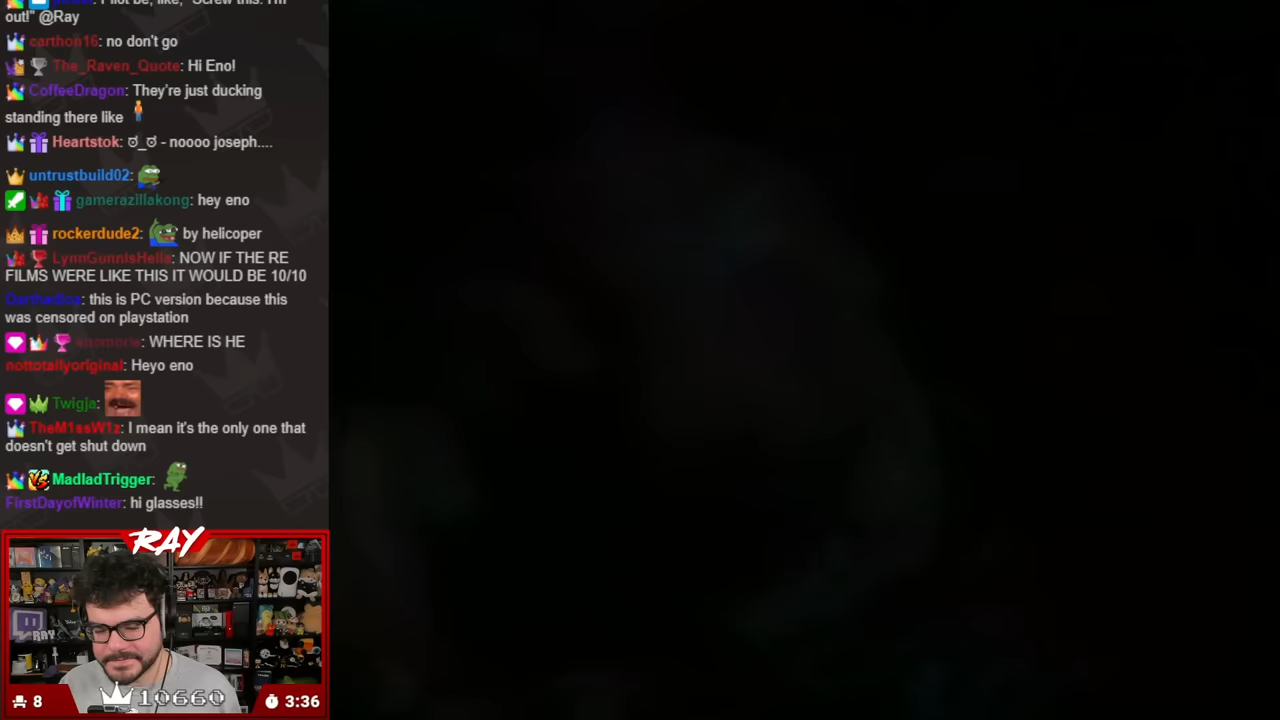 out!" @Ray
carthon16: no don't go
The_Raven_Quote: Hi Eno!
CoffeeDragon: They're just ducking
standing there like
Heartstok: ಠ_ಠ - noooo joseph....
untrustbuild02:
gamerazillakong: hey eno
rockerdude2: by helicoper
LynnGunnIsHella: NOW IF THE RE
FILMS WERE LIKE THIS IT WOULD BE 10/10
this is PC version because this
was censored on playstation
WHERE IS HE
nottotallyoriginal: Heyo eno
Twigja:
TheM1ssW1z: I mean it's the only one that
doesn't get shut down
MadladTrigger:
FirstDayofWinter: hi glasses!!
RAY
RAY
8
10660
3:36